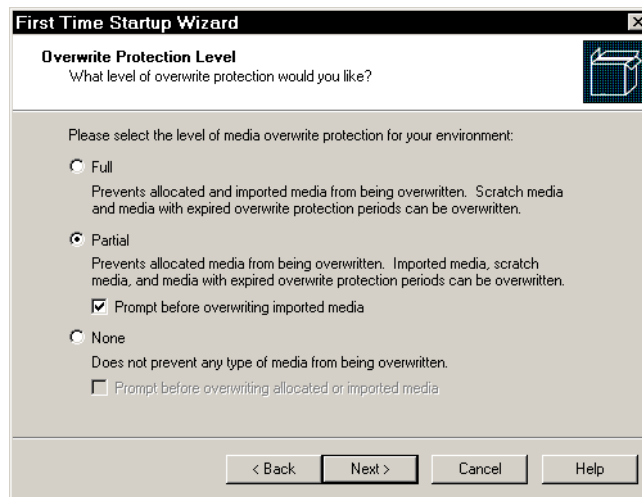 First Time Startup Wizard
Overwrite Protection Level
What level of overwrite protection would you like?
Please select the level of media overwrite protection for your environment:
Full
Prevents allocated and imported media from being overwritten. Scratch media
and media with expired overwrite protection periods can be overwritten.
Partial
Prevents allocated media from being overwritten. Imported media, scratch
media, and media with expired overwrite protection periods can be overwritten.
Prompt before overwriting imported media
None
Does not prevent any type of media from being overwritten.
Prompt before overwriting allocated or imported media
< Back Next > Cancel Help